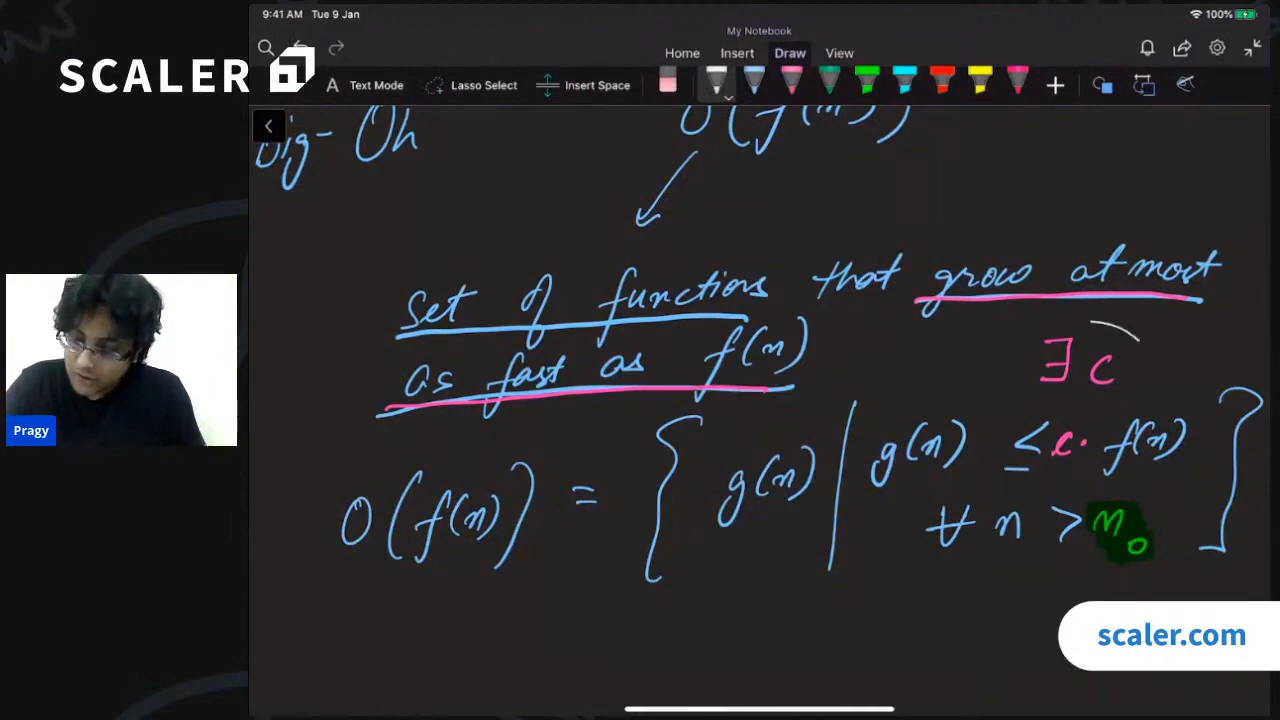 9:41 AM Tue 9 Jan
100%
My Notebook
SCALER
Home Insert Draw View
A Text Mode Lasso Select Insert Space
Big-Oh O(f(n))
Set of functions that grow at most
as fast as f(n)
∃ c
O(f(n)) = { g(n) | g(n) ≤ c. f(n)
∀ n > n₀ }
Pragy
scaler.com